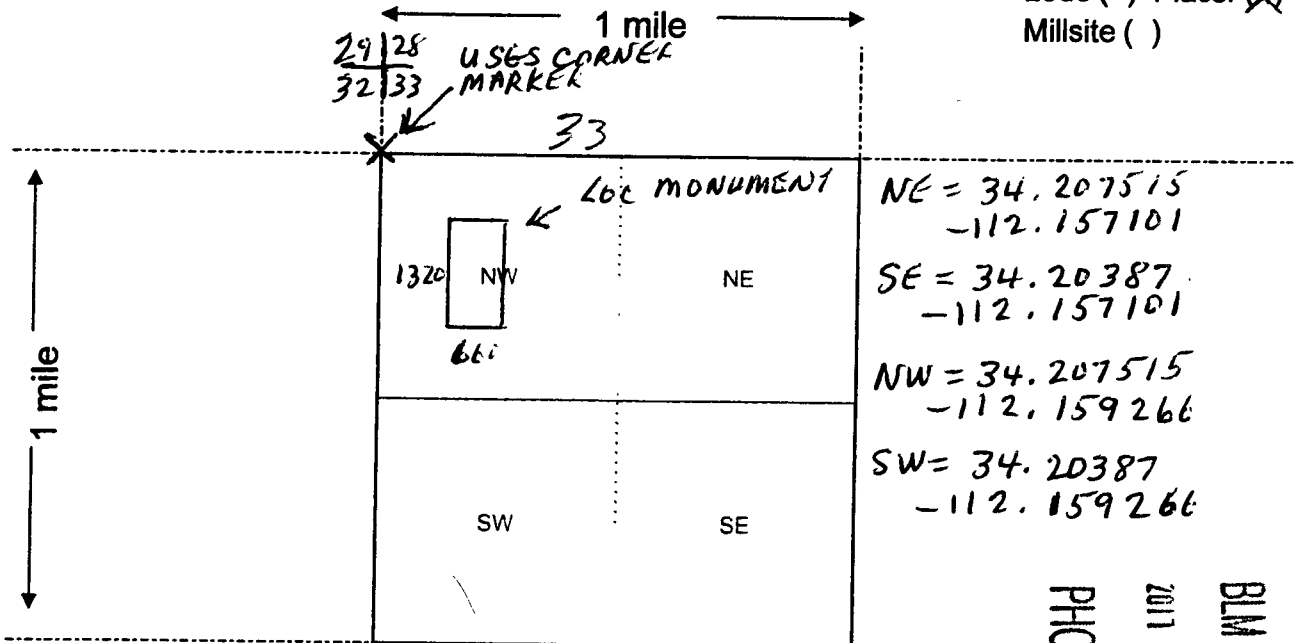 Placer (X)
Millsite ( )
1 mile
29 28
32 33
USGS CORNER
MARKER
33
LOC MONUMENT
1320
NW
NE
660
SW
SE
1 mile
NE = 34.207515
-112.157101
SE = 34.20387
-112.157101
NW = 34.207515
-112.159266
SW = 34.20387
-112.159266
BLM
2017